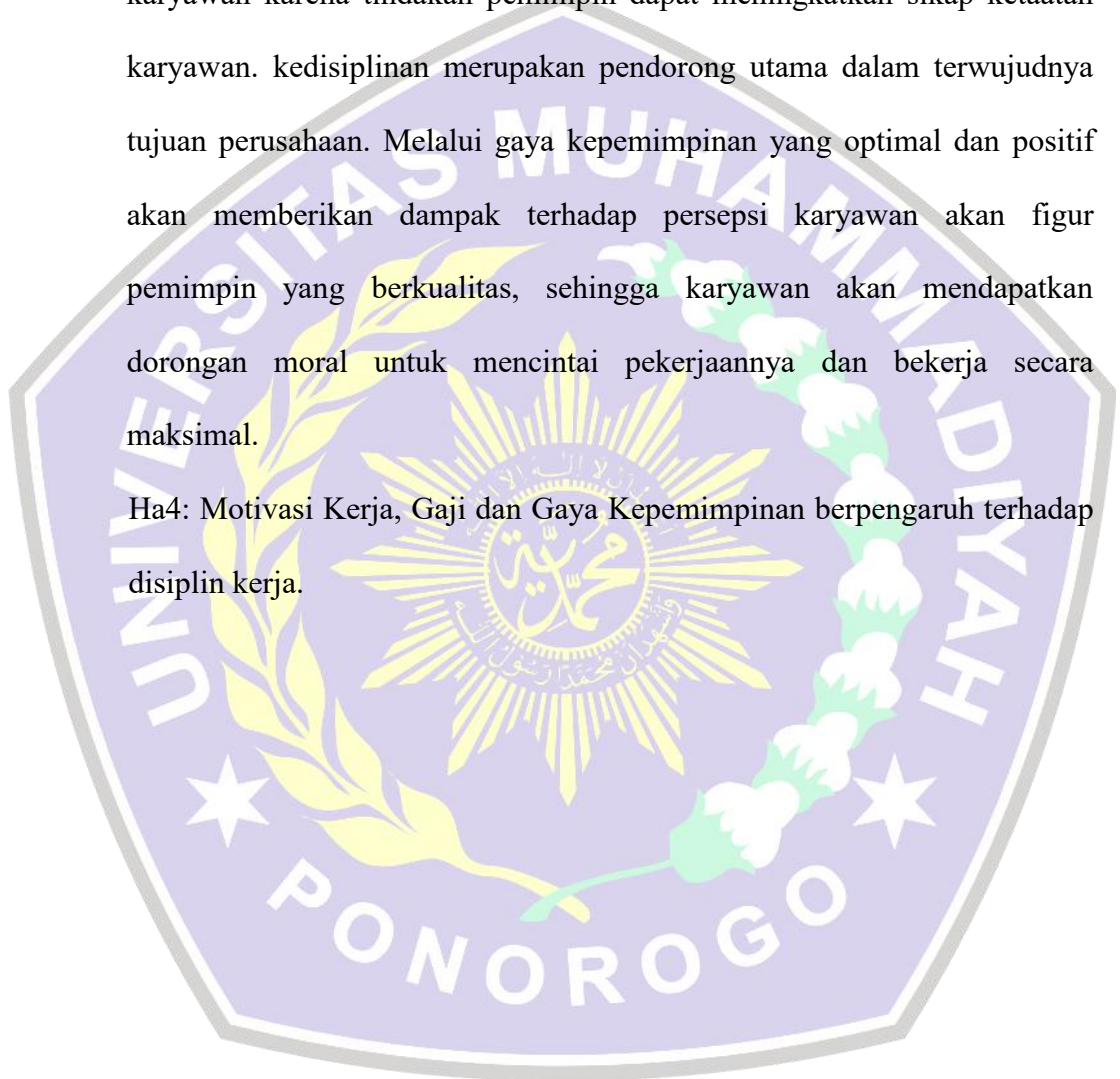 karyawan karena tindakan pemimpin dapat meningkatkan sikap ketaatan
karyawan. kedisiplinan merupakan pendorong utama dalam terwujudnya
tujuan perusahaan. Melalui gaya kepemimpinan yang optimal dan positif
akan memberikan dampak terhadap persepsi karyawan akan figur
pemimpin yang berkualitas, sehingga karyawan akan mendapatkan
dorongan moral untuk mencintai pekerjaannya dan bekerja secara
maksimal.
Ha4: Motivasi Kerja, Gaji dan Gaya Kepemimpinan berpengaruh terhadap
disiplin kerja.
UNIVERSITAS MUHAMMADIYAH
PONOROGO